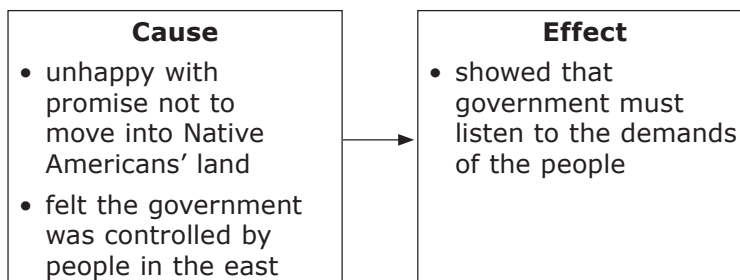 Cause
• unhappy with
promise not to
move into Native
Americans’ land
• felt the government
was controlled by
people in the east
Effect
• showed that
government must
listen to the demands
of the people